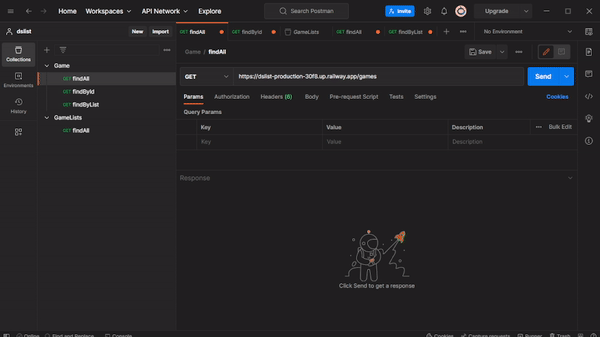 Home Workspaces API Network Explore Search Postman Invite Upgrade
dslist New Import GET findAll GET findById GameLists GET findAll GET findByList No Environment
Collections
Environments
History
Game
GET findAll
GET findById
GET findByList
GameLists
GET findAll
Game / findAll Save
GET https://dslist-production-30f8.up.railway.app/games Send
Params Authorization Headers (6) Body Pre-request Script Tests Settings Cookies
Query Params
Key Value Description Bulk Edit
Key Value Description
Response
Click Send to get a response
Online Find and Replace Console Cookies Capture requests Runner Trash